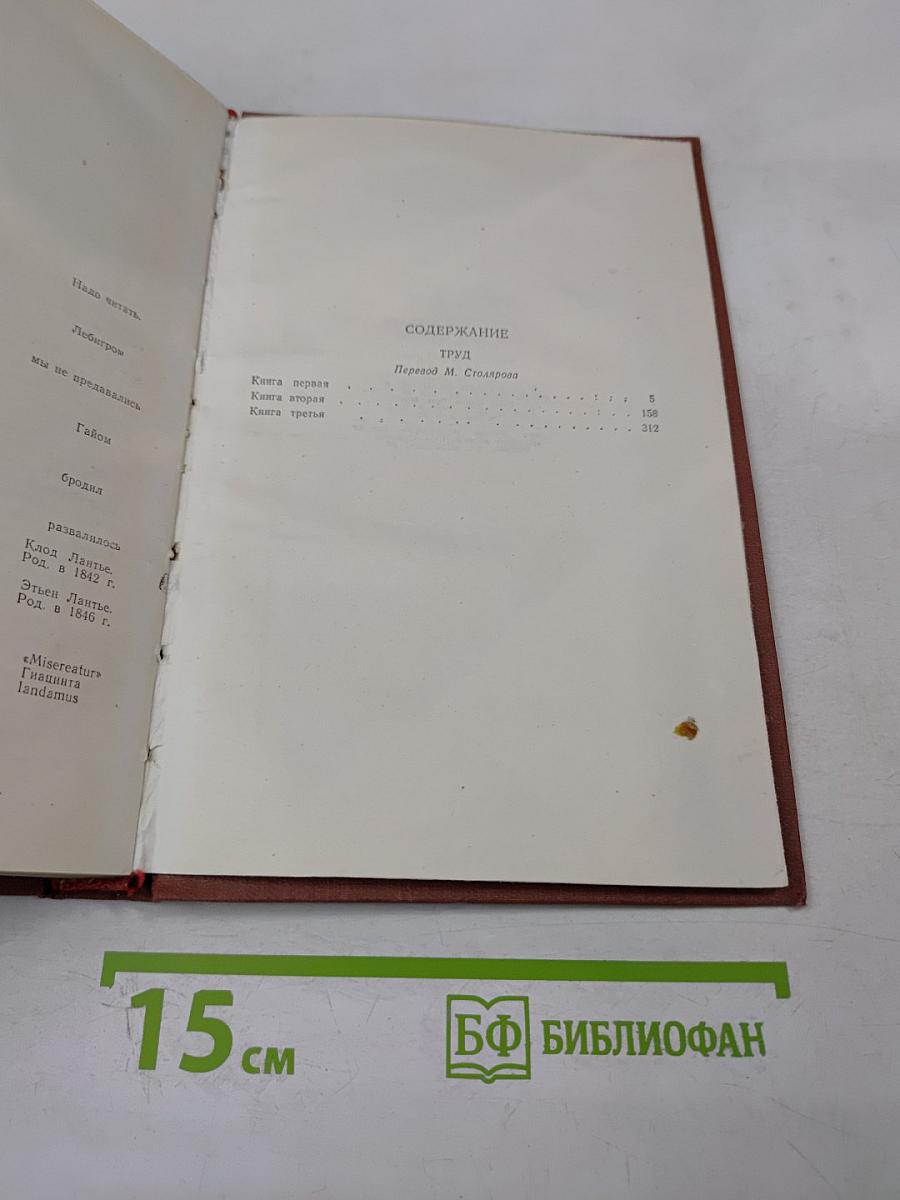 Надо читать.
Лебигром
мы не предавались
Гайом
бродил
развалилось
Клод Лантье.
Род. в 1842 г.
Этьен Лантье.
Род. в 1846 г.
«Misereatur»
Гиацинта
landamus
СОДЕРЖАНИЕ
ТРУД
Перевод М. Столярова
Книга первая . . . . . . . . . . . . . . . . . 5
Книга вторая . . . . . . . . . . . . . . . . . 158
Книга третья . . . . . . . . . . . . . . . . . 312
15 см
БФ БИБЛИОФАН